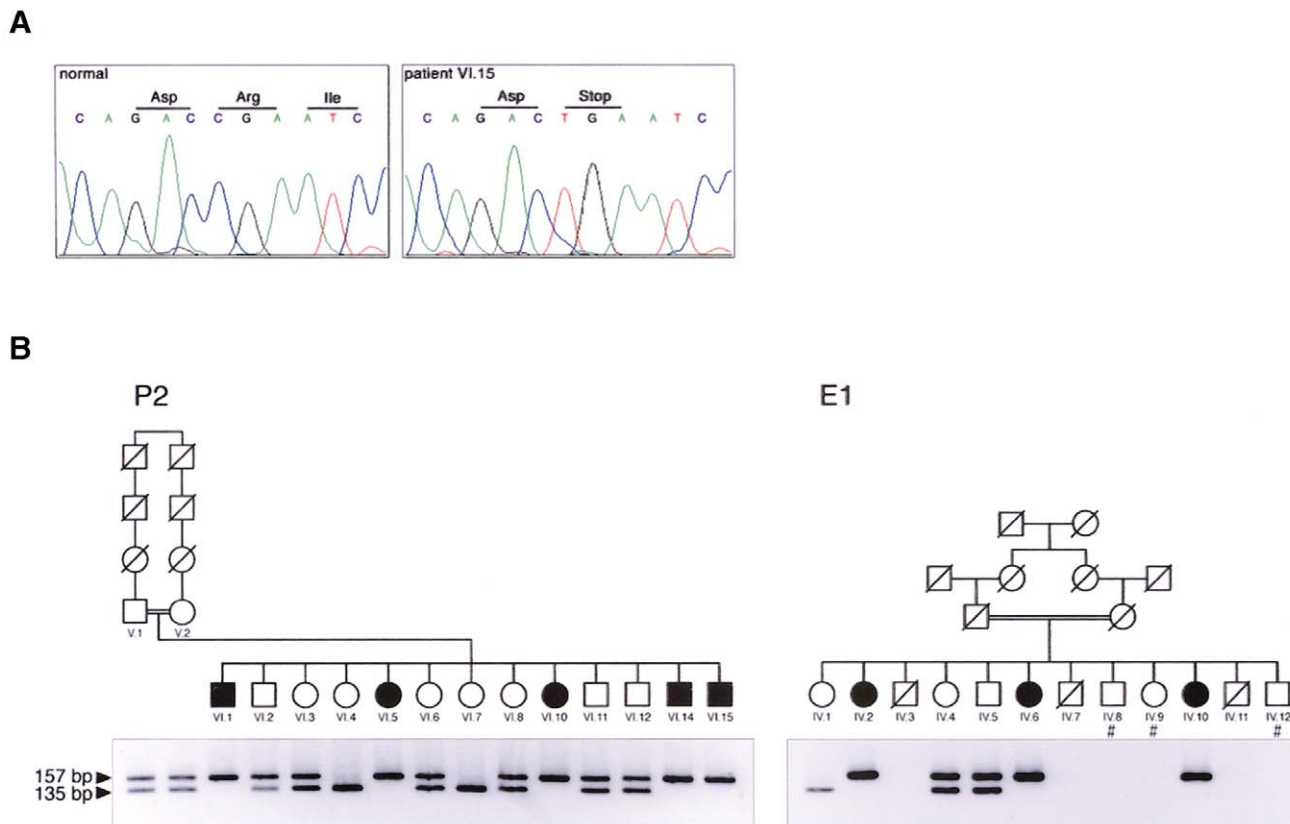 A
normal
Asp Arg Ile
C A G A C C G A A T C
patient VI.15
Asp Stop
C A G A C T G A A T C
B
P2
E1
V.1 V.2
VI.1 VI.2 VI.3 VI.4 VI.5 VI.6 VI.7 VI.8 VI.10 VI.11 VI.12 VI.14 VI.15
IV.1 IV.2 IV.3 IV.4 IV.5 IV.6 IV.7 IV.8 IV.9 IV.10 IV.11 IV.12
# # #
157 bp
135 bp